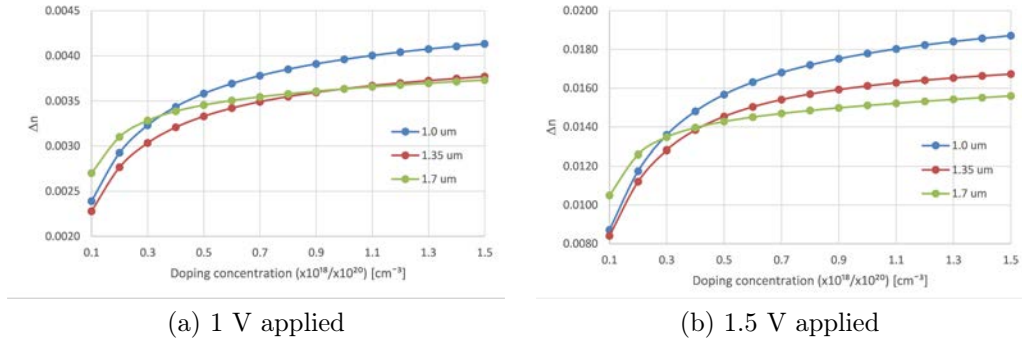 0.0045
0.0040
0.0035
0.0030
0.0025
0.0020
Δn
1.0 um
1.35 um
1.7 um
0.1 0.3 0.5 0.7 0.9 1.1 1.3 1.5
Doping concentration (x10¹⁸/x10²⁰) [cm⁻³]
(a) 1 V applied
0.0200
0.0180
0.0160
0.0140
0.0120
0.0100
0.0080
Δn
1.0 um
1.35 um
1.7 um
0.1 0.3 0.5 0.7 0.9 1.1 1.3 1.5
Doping concentration (x10¹⁸/x10²⁰) [cm⁻³]
(b) 1.5 V applied